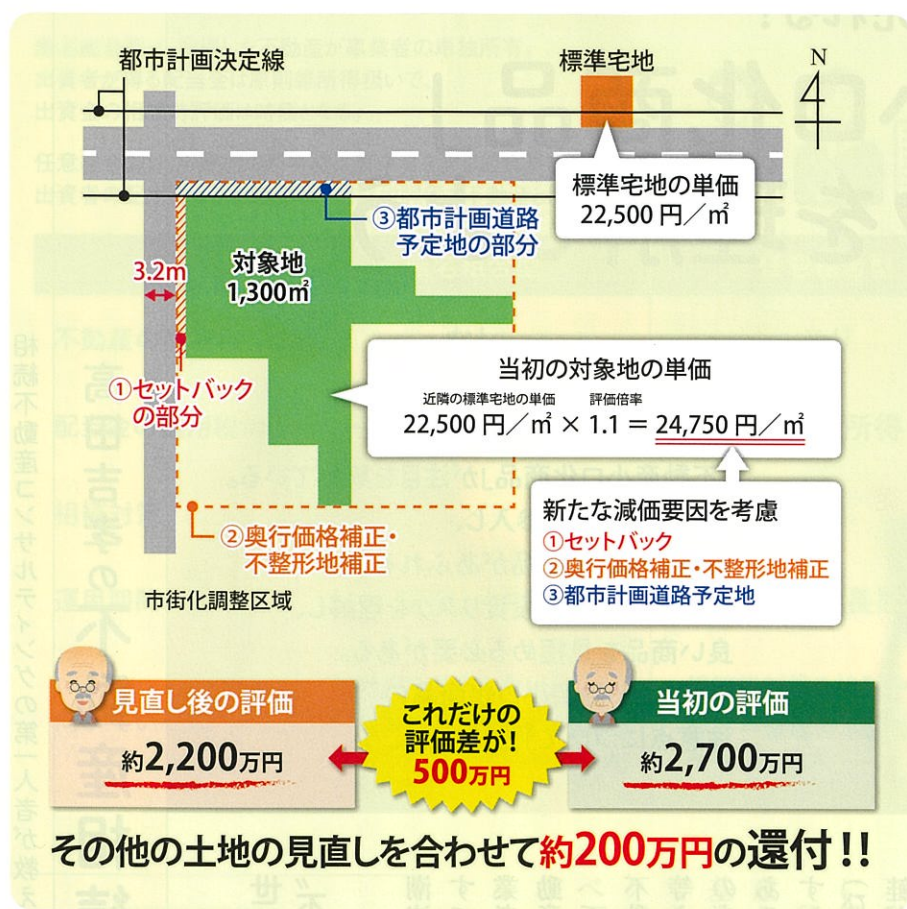 都市計画決定線
標準宅地
N
標準宅地の単価
22,500 円／㎡
③都市計画道路
予定地の部分
3.2m
対象地
1,300㎡
①セットバック
の部分
当初の対象地の単価
近隣の標準宅地の単価　評価倍率
22,500 円／㎡ × 1.1 ＝ 24,750 円／㎡
新たな減価要因を考慮
①セットバック
②奥行価格補正・不整形地補正
③都市計画道路予定地
②奥行価格補正・
不整形地補正
市街化調整区域
見直し後の評価
約2,200万円
これだけの
評価差が!
500万円
当初の評価
約2,700万円
その他の土地の見直しを合わせて約200万円の還付!!